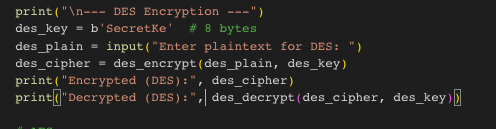 print("\n--- DES Encryption ---")
des_key = b'SecretKe'  # 8 bytes
des_plain = input("Enter plaintext for DES: ")
des_cipher = des_encrypt(des_plain, des_key)
print("Encrypted (DES):", des_cipher)
print("Decrypted (DES):", des_decrypt(des_cipher, des_key))